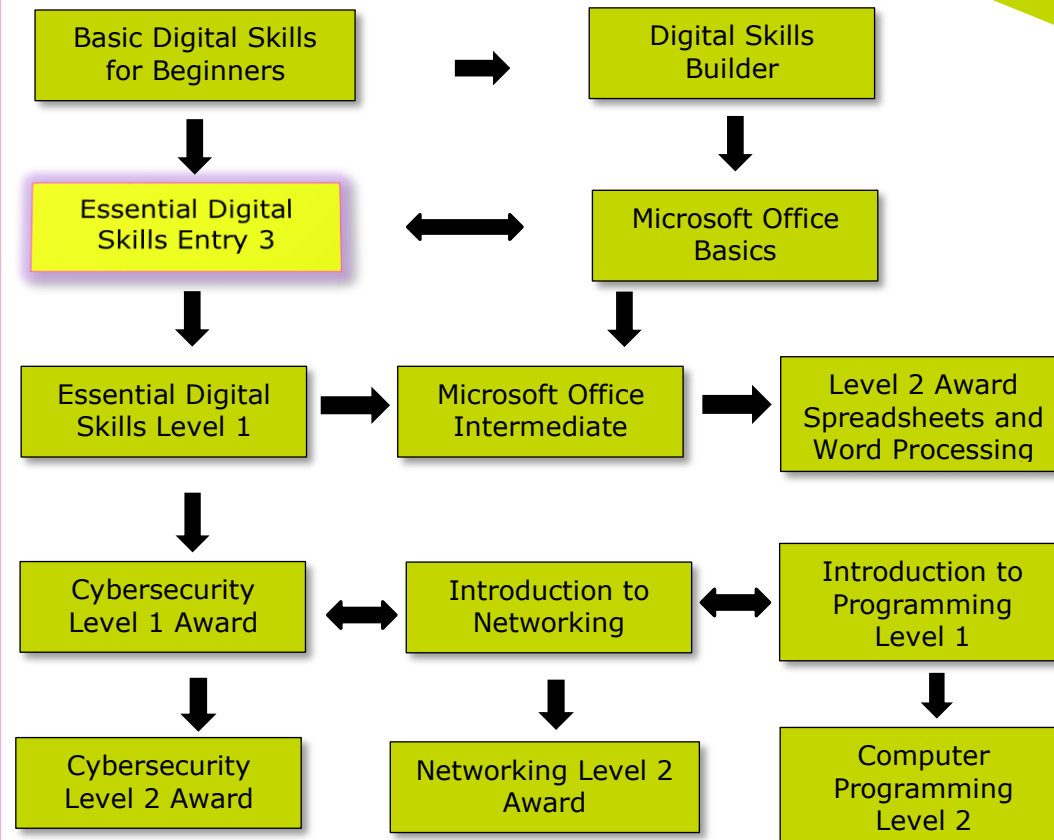 Basic Digital Skills
for Beginners
Digital Skills
Builder
Essential Digital
Skills Entry 3
Microsoft Office
Basics
Essential Digital
Skills Level 1
Microsoft Office
Intermediate
Level 2 Award
Spreadsheets and
Word Processing
Cybersecurity
Level 1 Award
Introduction to
Networking
Introduction to
Programming
Level 1
Cybersecurity
Level 2 Award
Networking Level 2
Award
Computer
Programming
Level 2